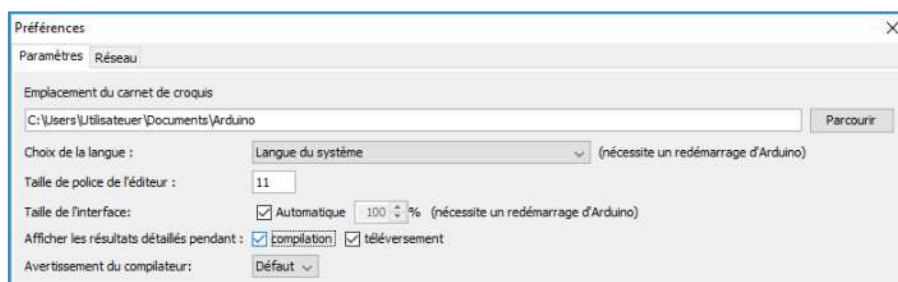 Préférences
Paramètres Réseau
Emplacement du carnet de croquis
C:\Users\Utilisateuer\Documents\Arduino Parcourir
Choix de la langue : Langue du système (nécessite un redémarrage d'Arduino)
Taille de police de l'éditeur : 11
Taille de l'interface: Automatique 100 % (nécessite un redémarrage d'Arduino)
Afficher les résultats détaillés pendant : compilation téléversement
Avertissement du compilateur: Défaut